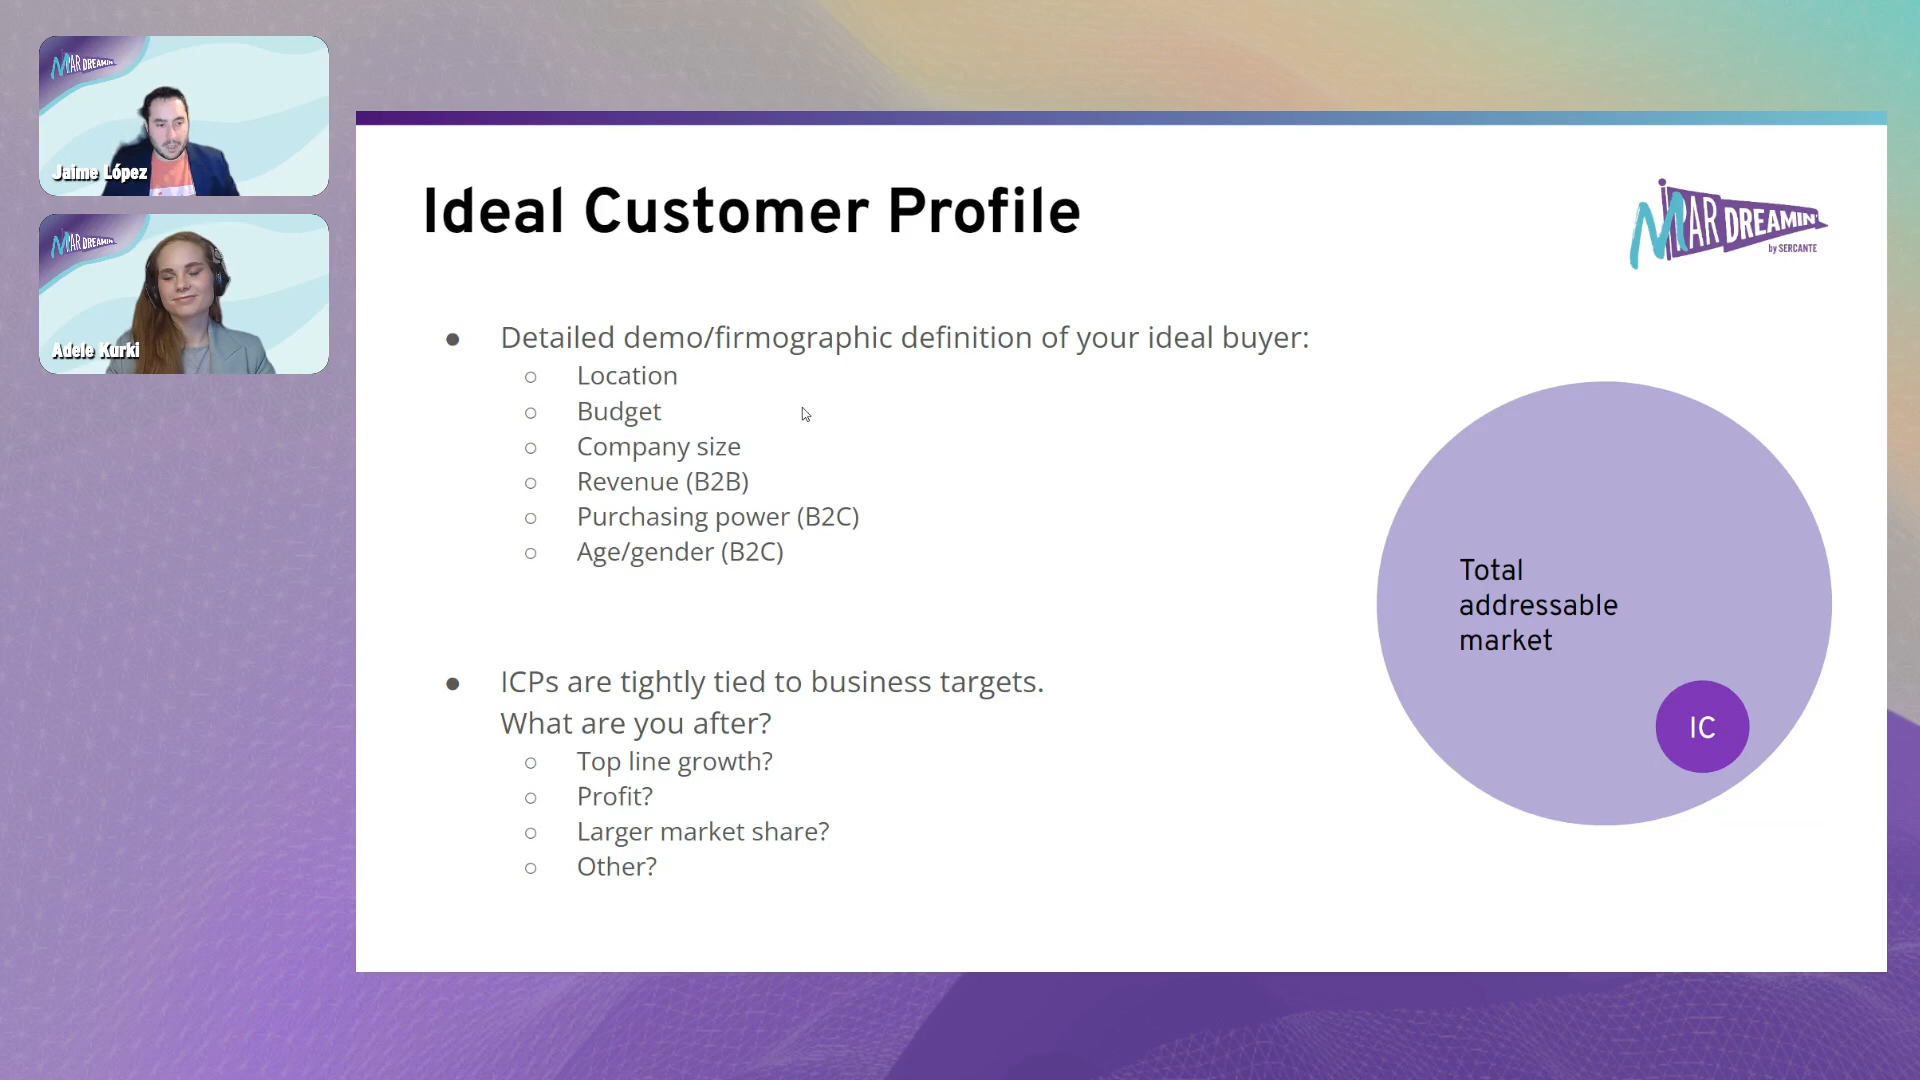 MAR DREAMIN'
Jaime López
MAR DREAMIN'
Adele Kurki
Ideal Customer Profile
MAR DREAMIN'
by SERCANTE
● Detailed demo/firmographic definition of your ideal buyer:
○ Location
○ Budget
○ Company size
○ Revenue (B2B)
○ Purchasing power (B2C)
○ Age/gender (B2C)
● ICPs are tightly tied to business targets.
What are you after?
○ Top line growth?
○ Profit?
○ Larger market share?
○ Other?
Total
addressable
market
IC